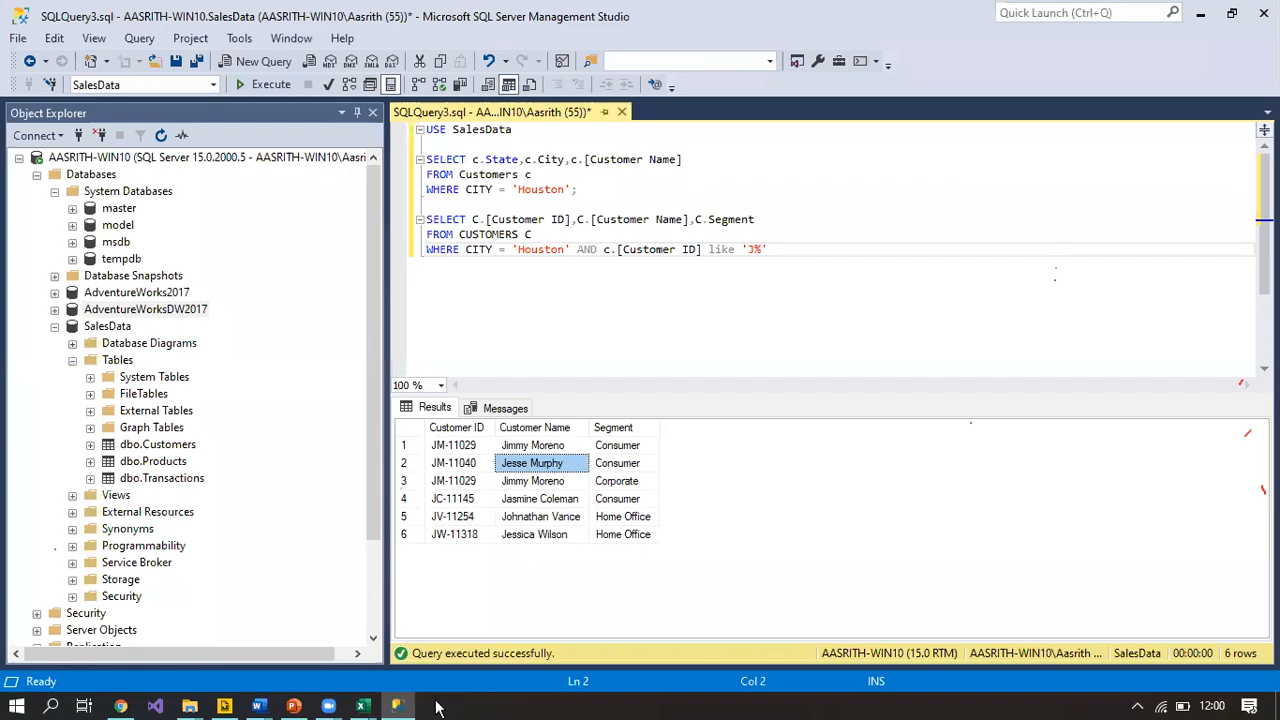 SQLQuery3.sql - AASRITH-WIN10.SalesData (AASRITH-WIN10\Aasrith (55))* - Microsoft SQL Server Management Studio
Quick Launch (Ctrl+Q)
File Edit View Query Project Tools Window Help
New Query
SalesData
Execute
Object Explorer
SQLQuery3.sql - AA...IN10\Aasrith (55))*
Connect
AASRITH-WIN10 (SQL Server 15.0.2000.5 - AASRITH-WIN10\Aasri
Databases
System Databases
master
model
msdb
tempdb
Database Snapshots
AdventureWorks2017
AdventureWorksDW2017
SalesData
Database Diagrams
Tables
System Tables
FileTables
External Tables
Graph Tables
dbo.Customers
dbo.Products
dbo.Transactions
Views
External Resources
Synonyms
Programmability
Service Broker
Storage
Security
Security
Server Objects
Replication
USE SalesData
SELECT c.State,c.City,c.[Customer Name]
FROM Customers c
WHERE CITY = 'Houston';
SELECT C.[Customer ID],C.[Customer Name],C.Segment
FROM CUSTOMERS C
WHERE CITY = 'Houston' AND c.[Customer ID] like 'J%'
100 %
Results Messages
Customer ID Customer Name Segment
1 JM-11029 Jimmy Moreno Consumer
2 JM-11040 Jesse Murphy Consumer
3 JM-11029 Jimmy Moreno Corporate
4 JC-11145 Jasmine Coleman Consumer
5 JV-11254 Johnathan Vance Home Office
6 JW-11318 Jessica Wilson Home Office
Query executed successfully. AASRITH-WIN10 (15.0 RTM) AASRITH-WIN10\Aasrith ... SalesData 00:00:00 6 rows
Ready Ln 2 Col 2 INS
12:00